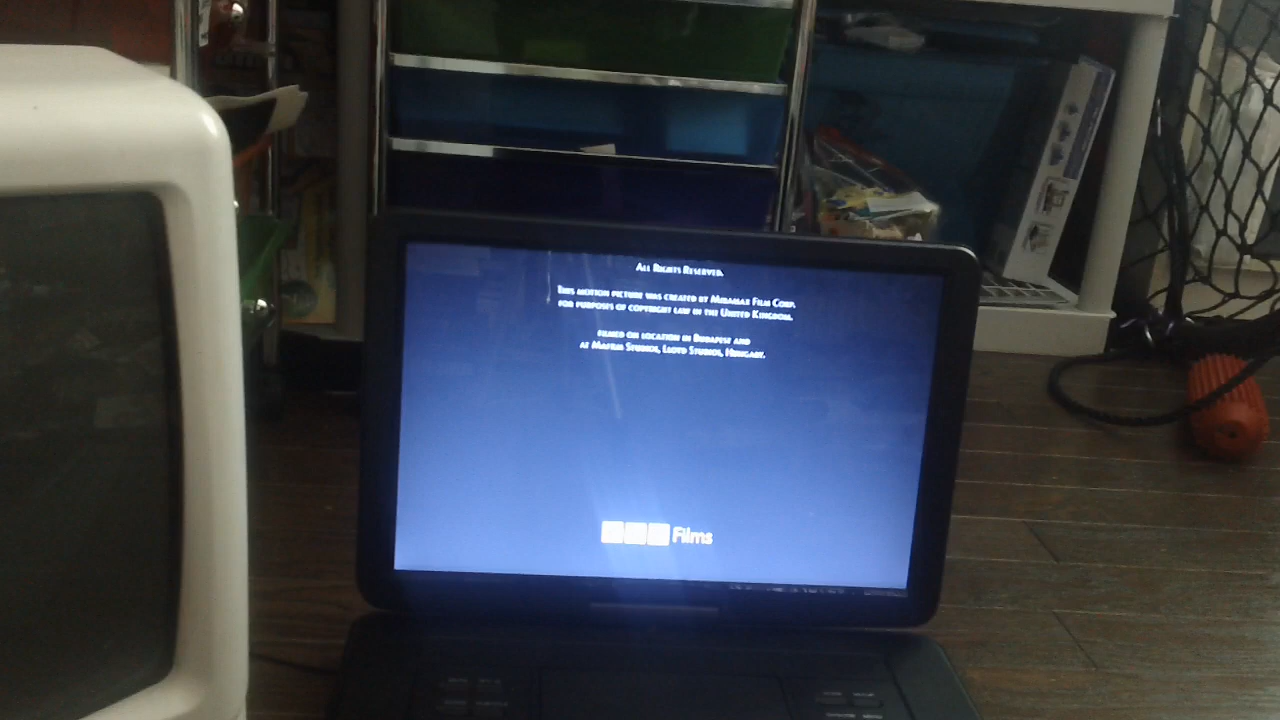 All Rights Reserved.
This motion picture was created by Miramax Film Corp.
for purposes of copyright law in the United Kingdom.
filmed on location in Budapest and
at Mafilm Studios, Lloyd Studios, Hungary.
Films